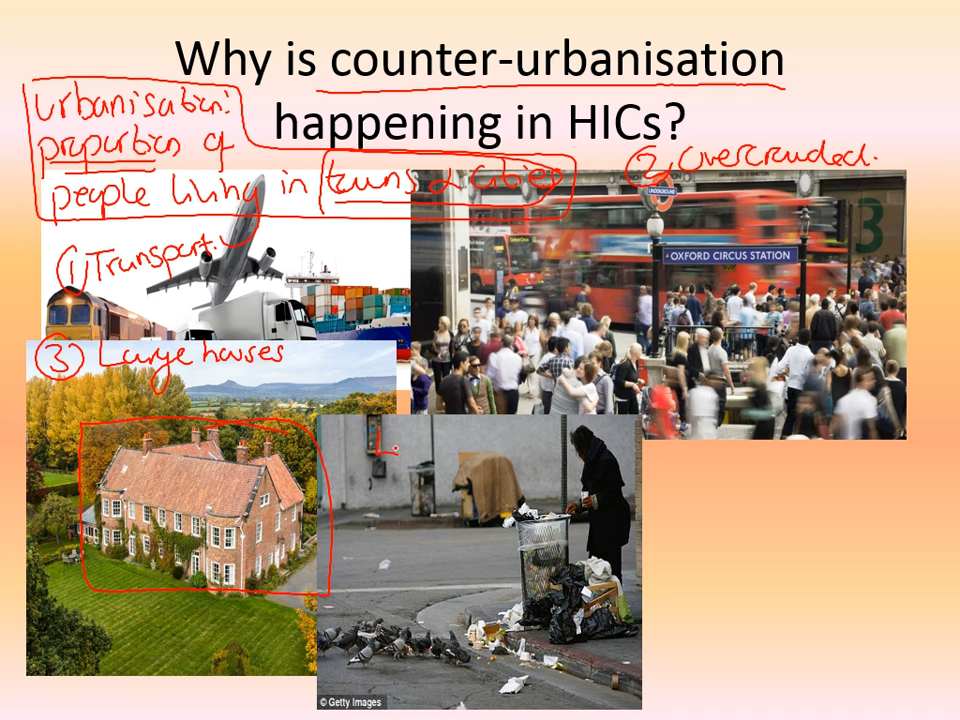 Why is counter-urbanisation
happening in HICs?
Urbanisation:
proportion of
people living in towns & cities
1) Transport.
2) Overcrowded.
UNDERGROUND
OXFORD CIRCUS STATION
3
3) Large houses
© Getty Images